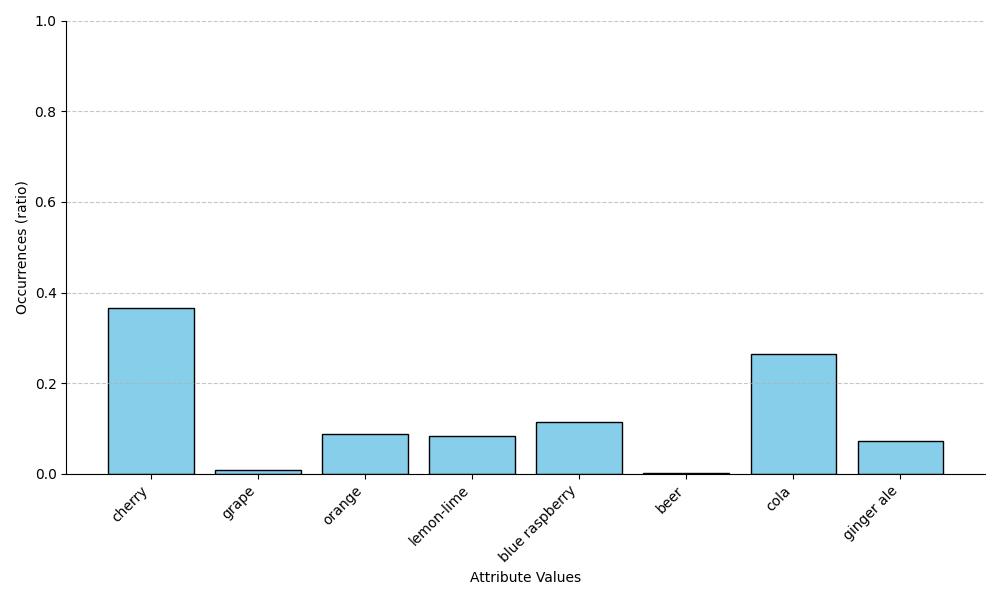 1.0
0.8
0.6
0.4
0.2
0.0
Occurrences (ratio)
cherry
grape
orange
lemon-lime
blue raspberry
beer
cola
ginger ale
Attribute Values